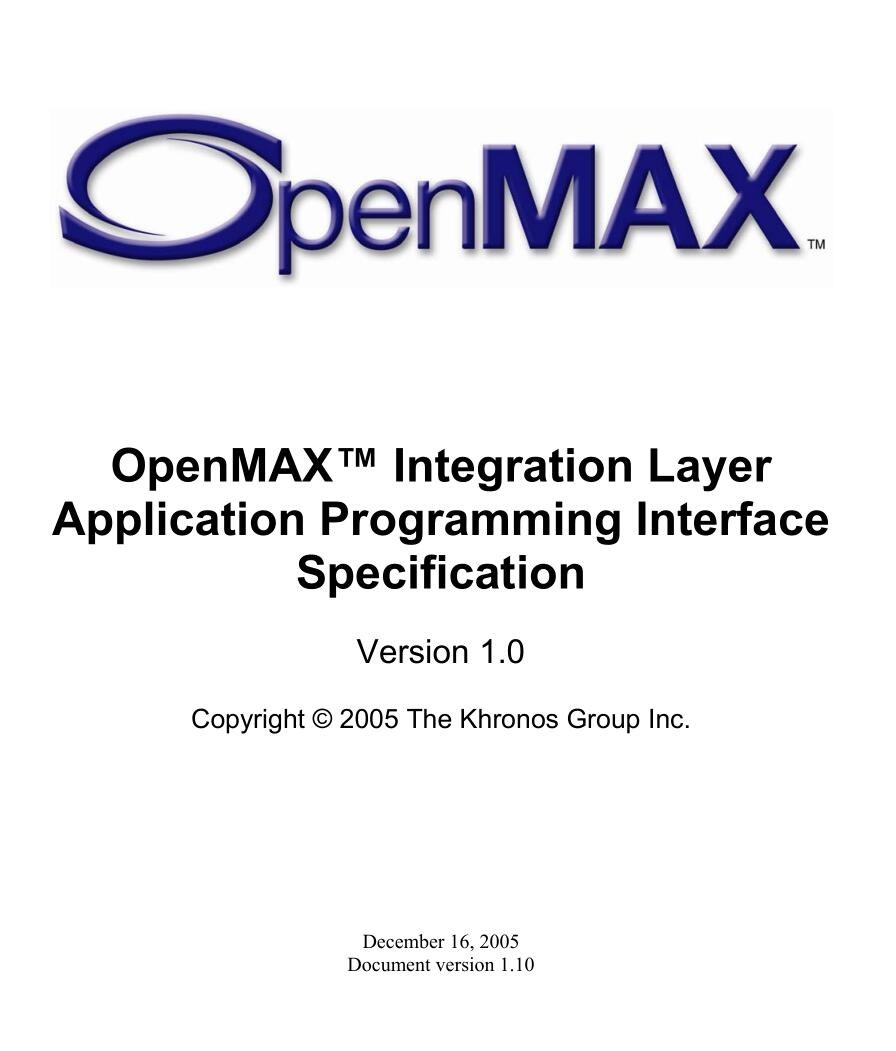 OpenMAX™
OpenMAX™ Integration Layer
Application Programming Interface
Specification
Version 1.0
Copyright © 2005 The Khronos Group Inc.
December 16, 2005
Document version 1.10